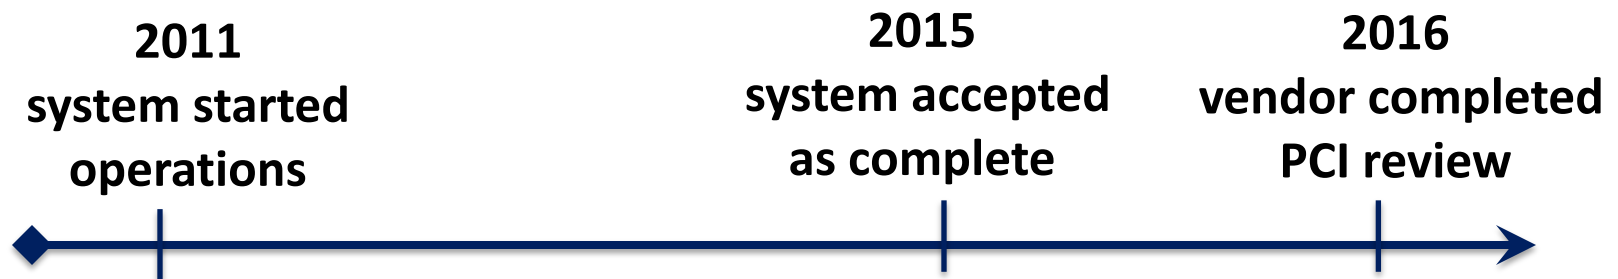 2011
system started
operations
2015
system accepted
as complete
2016
vendor completed
PCI review